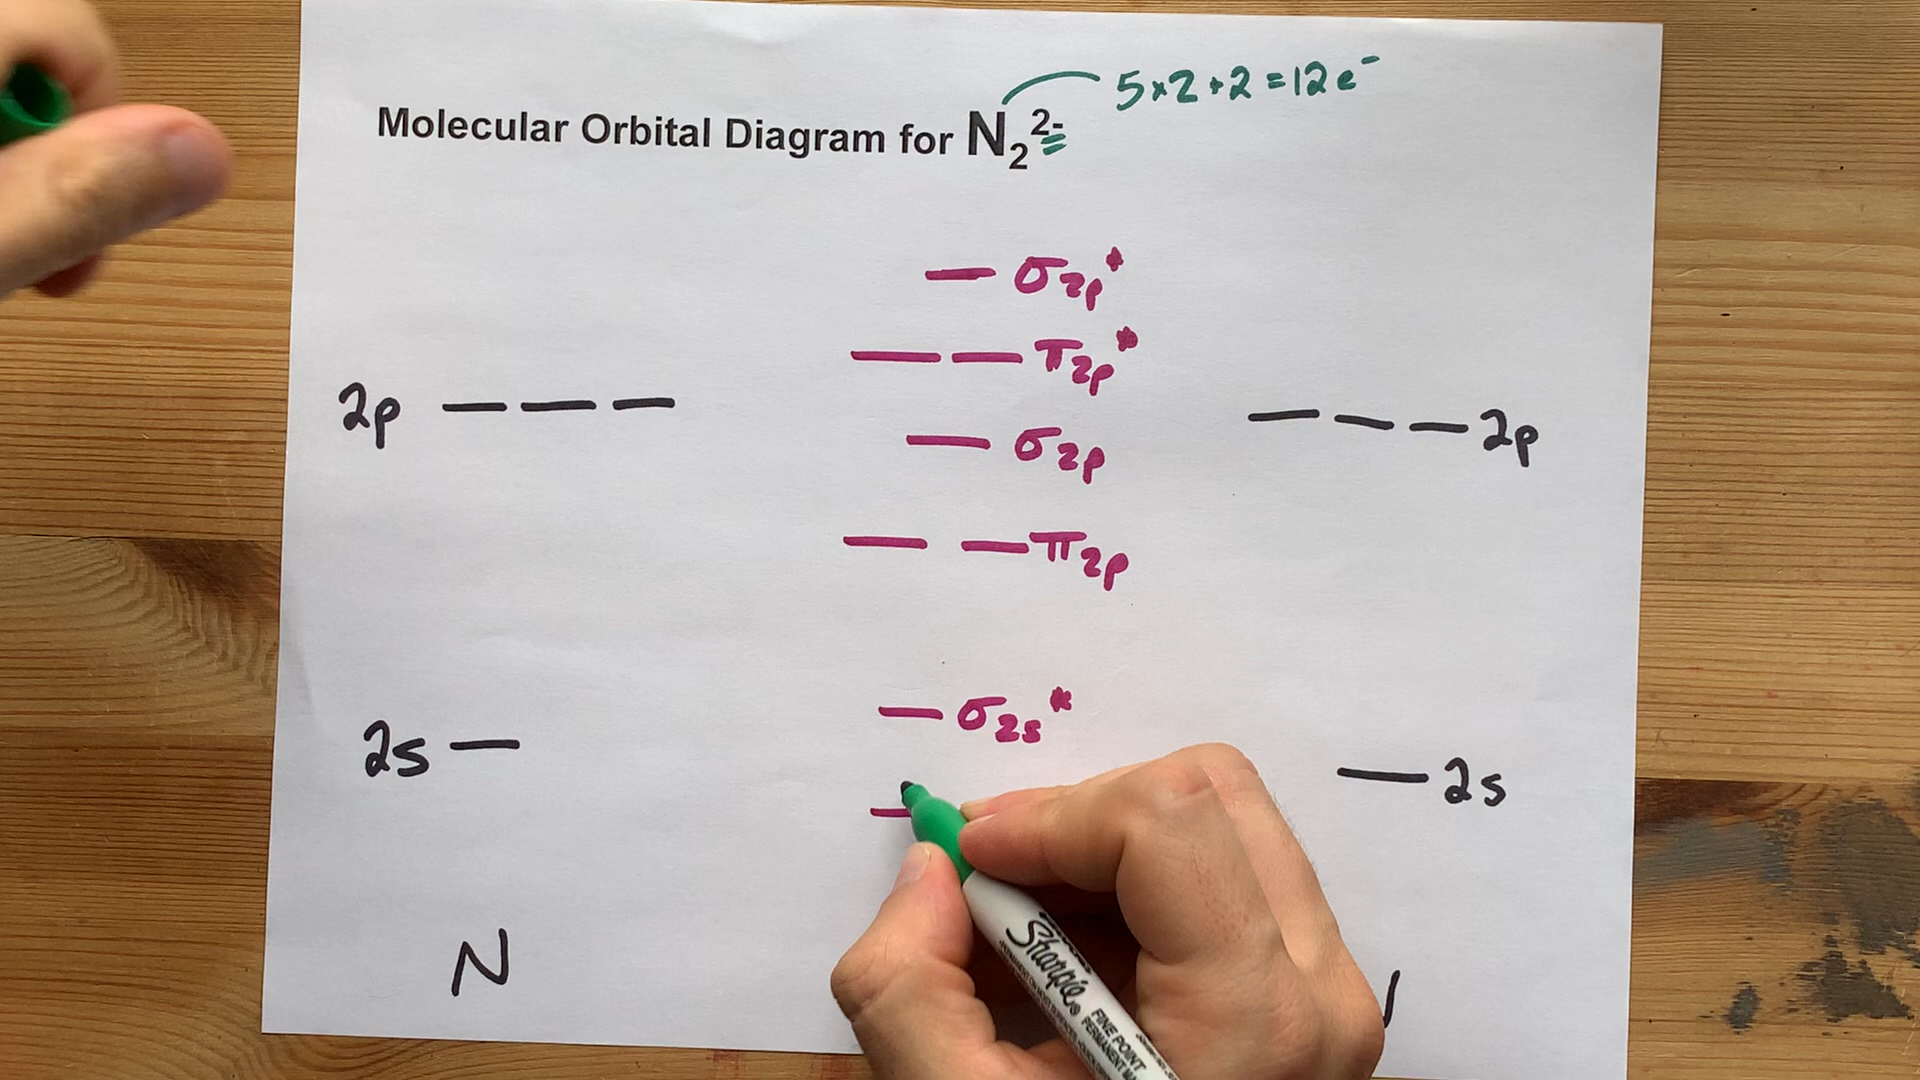 5×2+2=12e⁻
Molecular Orbital Diagram for N₂²⁻
σ2p*
π2p*
2p
2p
σ2p
π2p
σ2s*
2s
2s
N
Sharpie®
FINE POINT